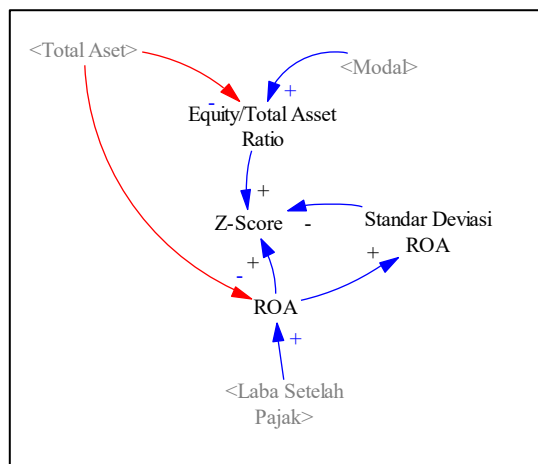 <Total Aset>
<Modal>
-
+
Equity/Total Asset
Ratio
+
Z-Score
-
Standar Deviasi
ROA
+
+
-
ROA
+
<Laba Setelah
Pajak>